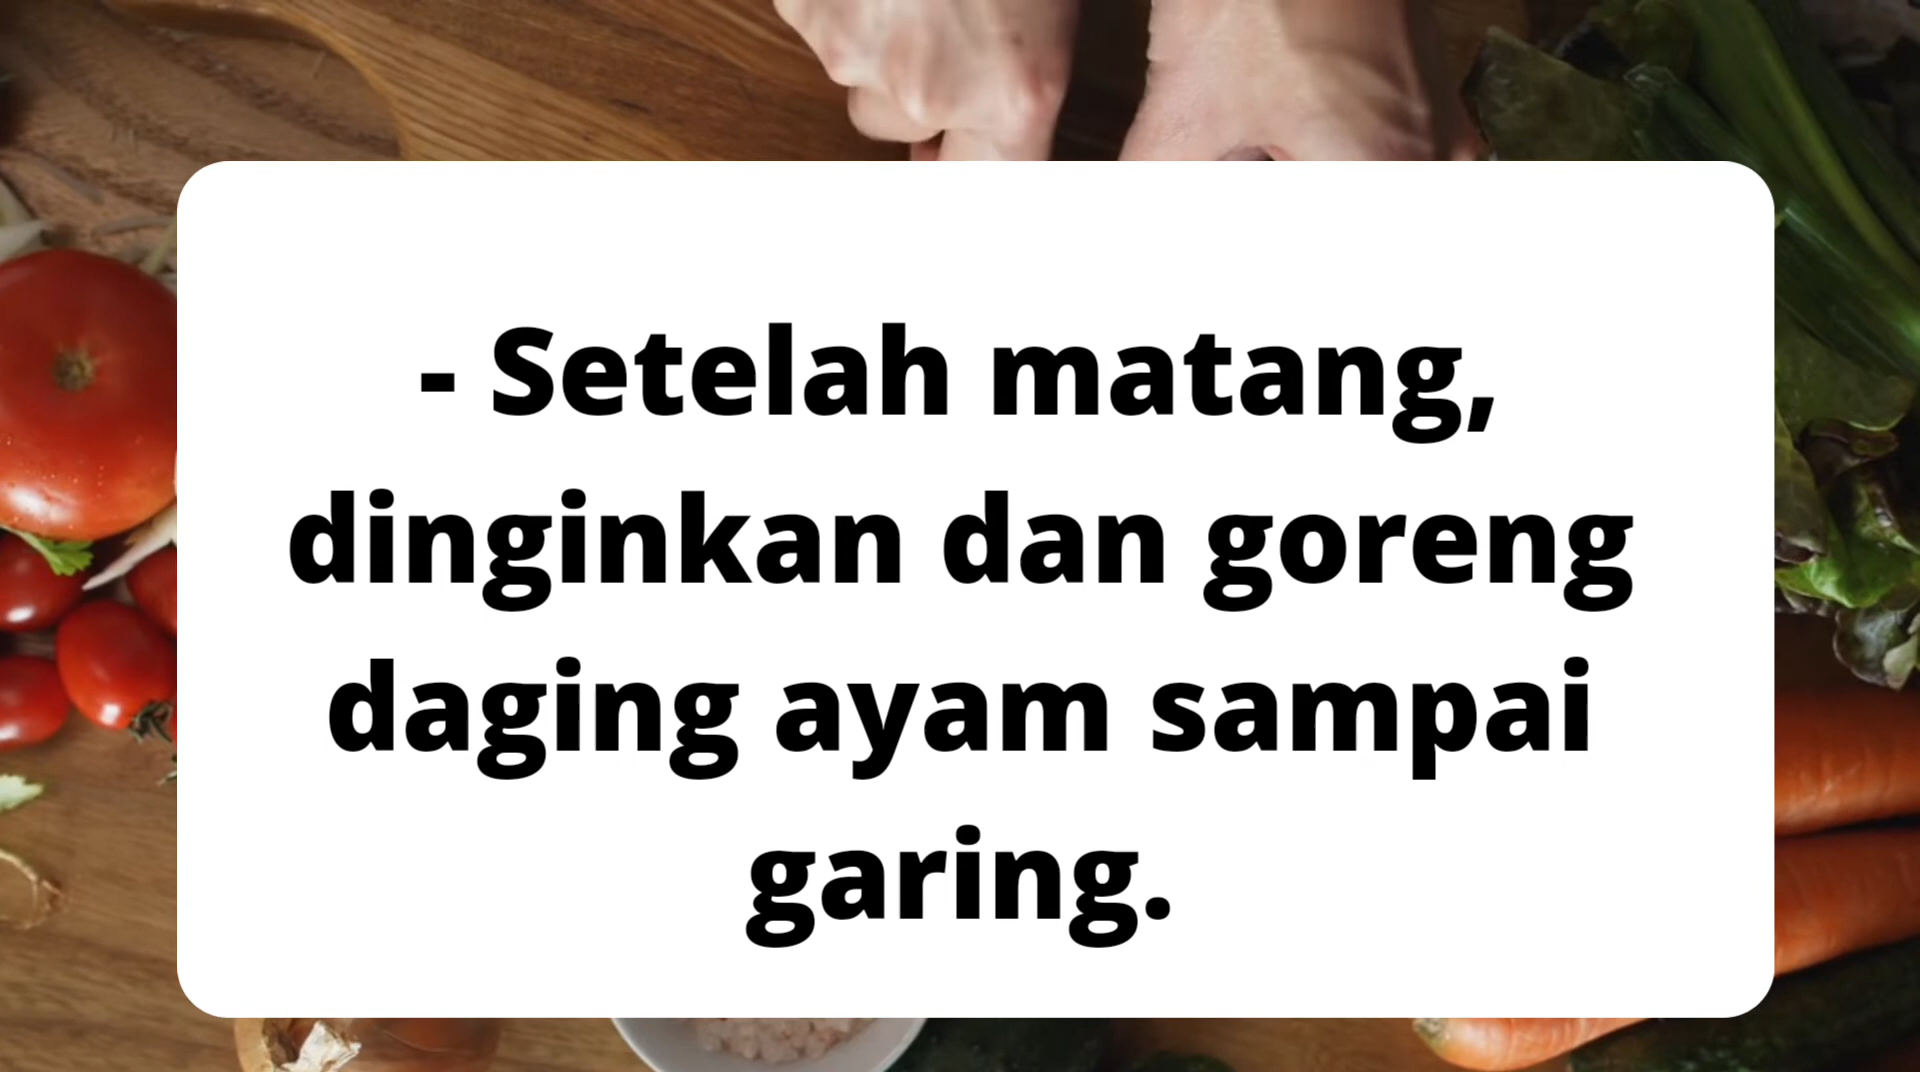 - Setelah matang,
dinginkan dan goreng
daging ayam sampai
garing.